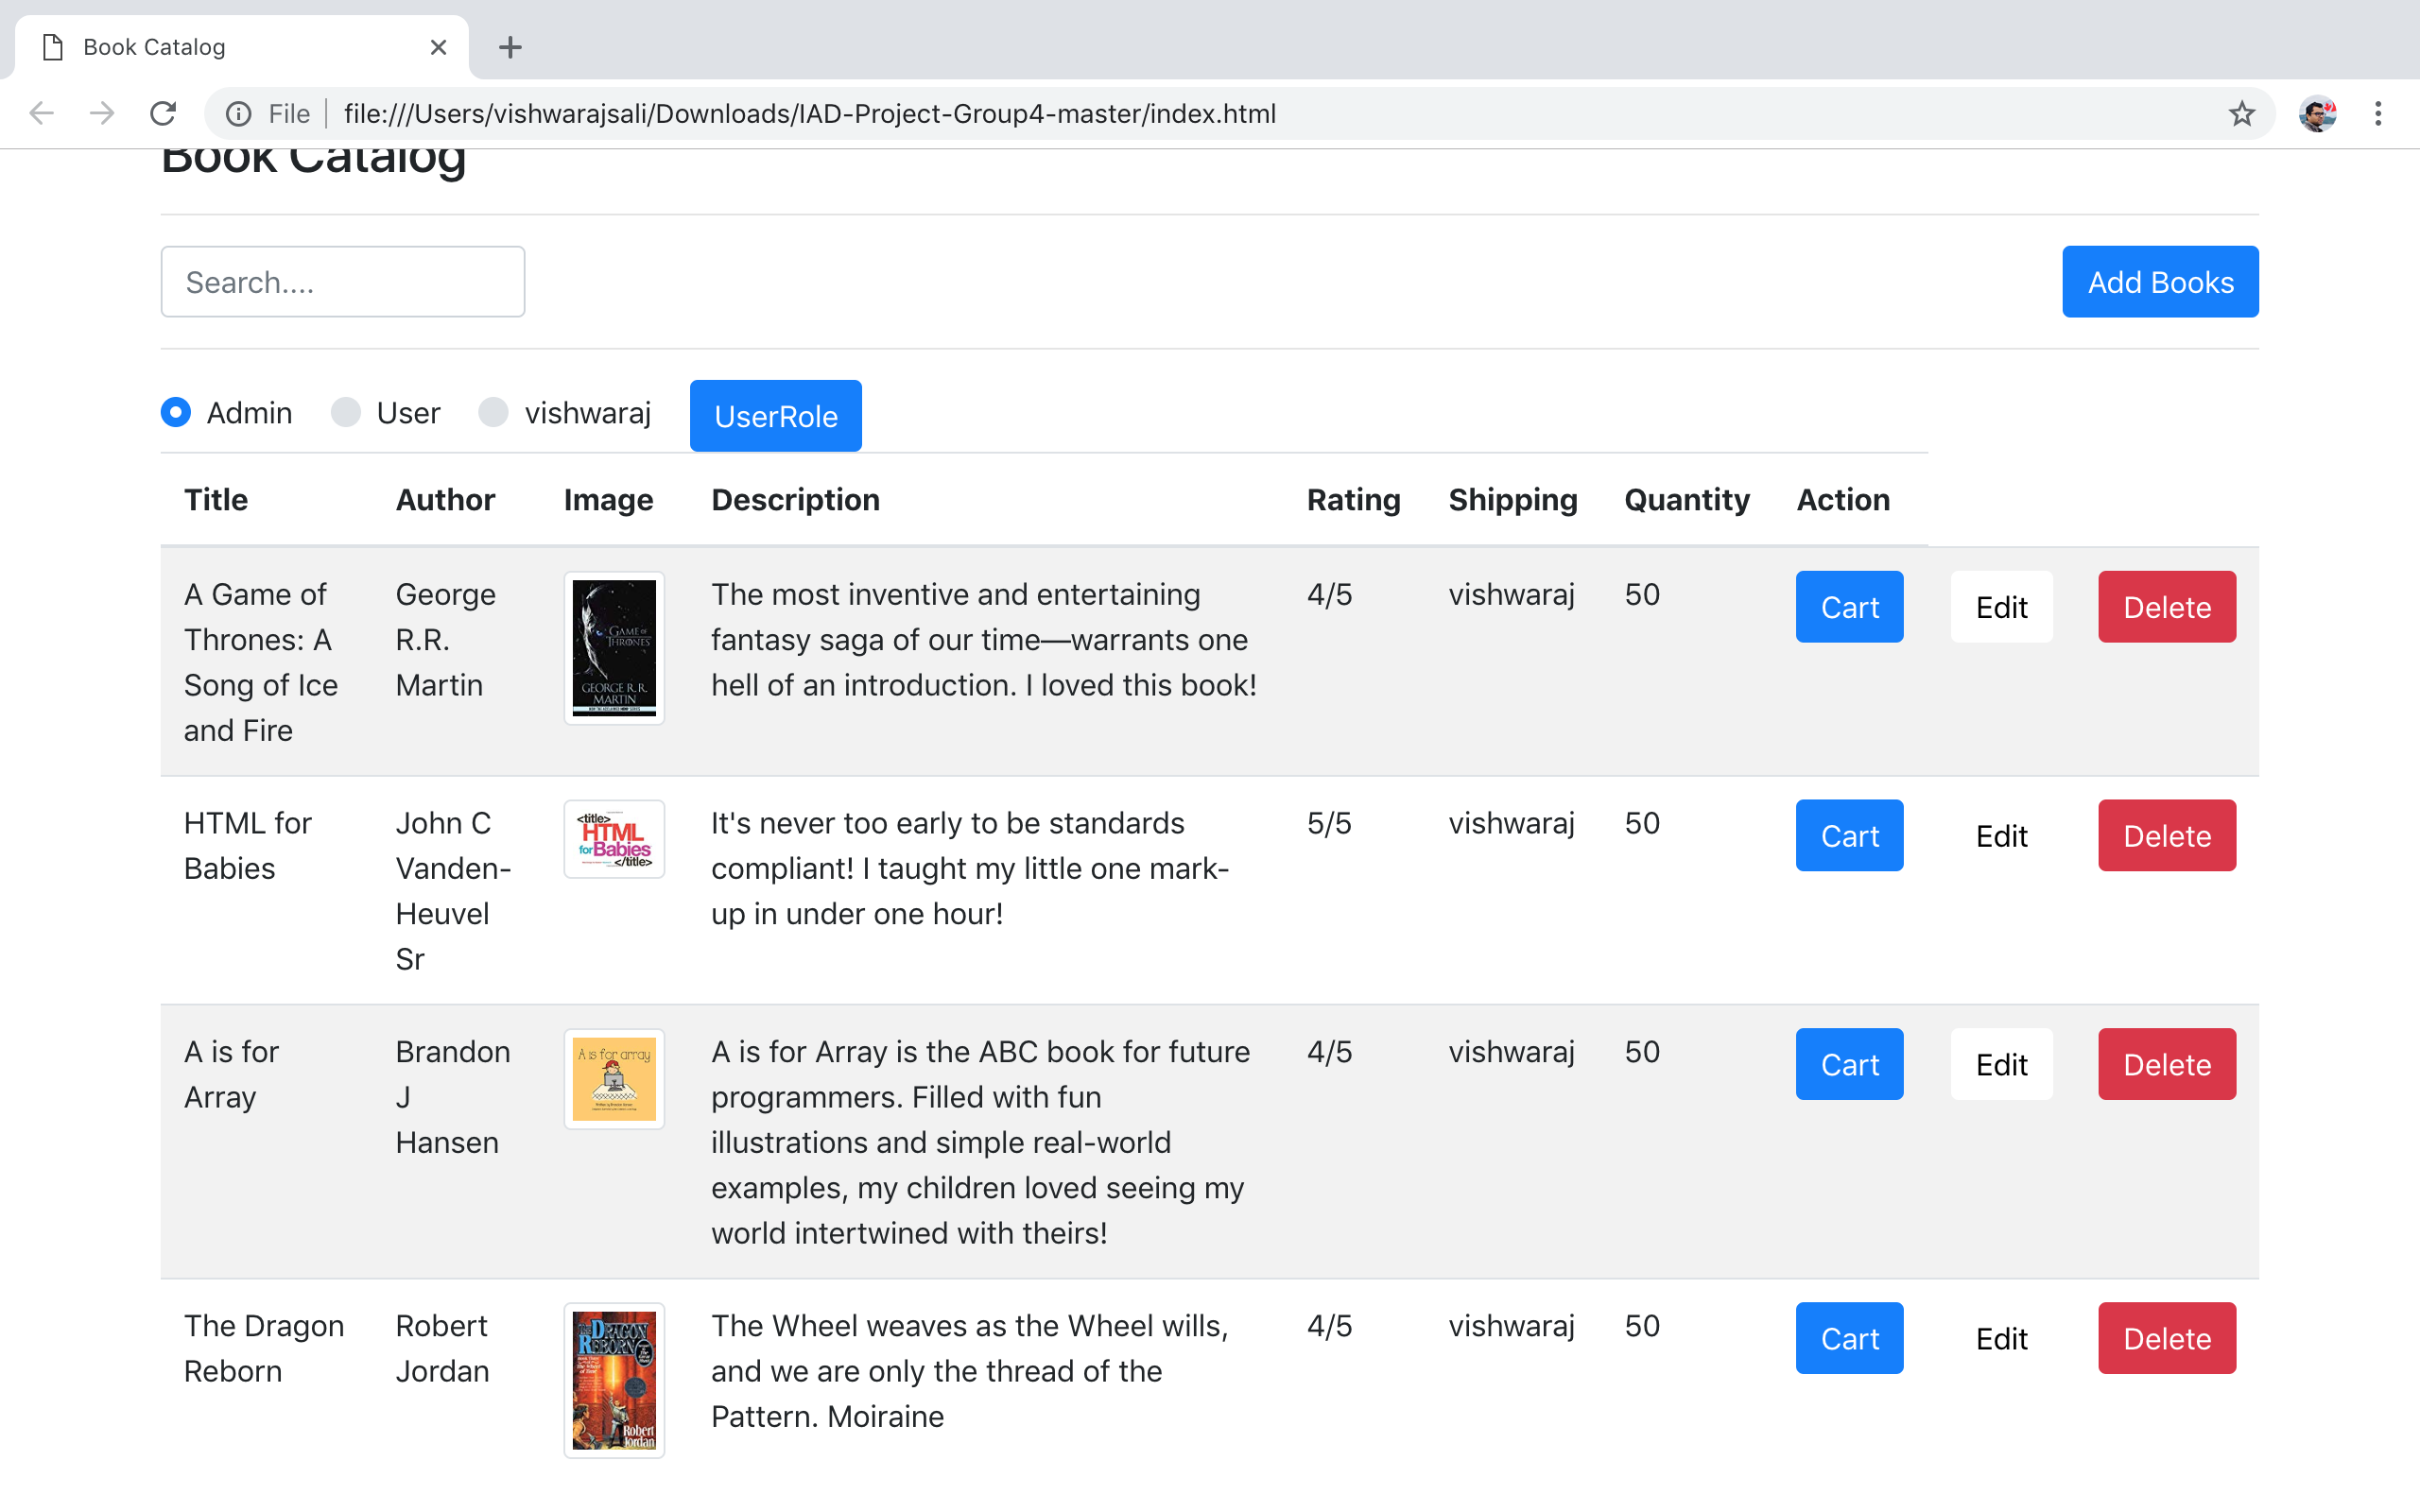 Book Catalog
File
file:///Users/vishwarajsali/Downloads/IAD-Project-Group4-master/index.html
Book Catalog
Search....
Add Books
Admin User vishwaraj UserRole
Title Author Image Description Rating Shipping Quantity Action
A Game of
Thrones: A
Song of Ice
and Fire
George
R.R.
Martin
GAME OF
THRONES
GEORGE R. R.
MARTIN
The most inventive and entertaining
fantasy saga of our time—warrants one
hell of an introduction. I loved this book!
4/5
vishwaraj
50
Cart Edit Delete
HTML for
Babies
John C
Vanden-
Heuvel
Sr
<title>
HTML
for Babies
</title>
It's never too early to be standards
compliant! I taught my little one mark-
up in under one hour!
5/5
vishwaraj
50
Cart Edit Delete
A is for
Array
Brandon
J
Hansen
A is for array
A is for Array is the ABC book for future
programmers. Filled with fun
illustrations and simple real-world
examples, my children loved seeing my
world intertwined with theirs!
4/5
vishwaraj
50
Cart Edit Delete
The Dragon
Reborn
Robert
Jordan
THE DRAGON
REBORN
Robert
Jordan
The Wheel weaves as the Wheel wills,
and we are only the thread of the
Pattern. Moiraine
4/5
vishwaraj
50
Cart Edit Delete